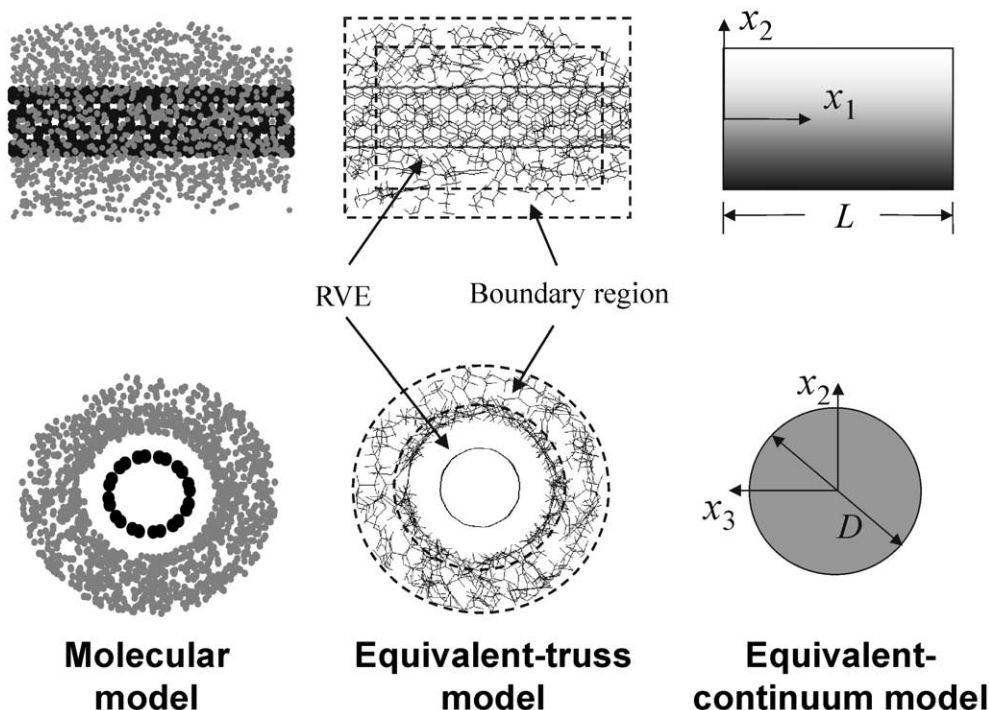 x2
x1
L
RVE
Boundary region
x2
x3
D
Molecular
model
Equivalent-truss
model
Equivalent-
continuum model